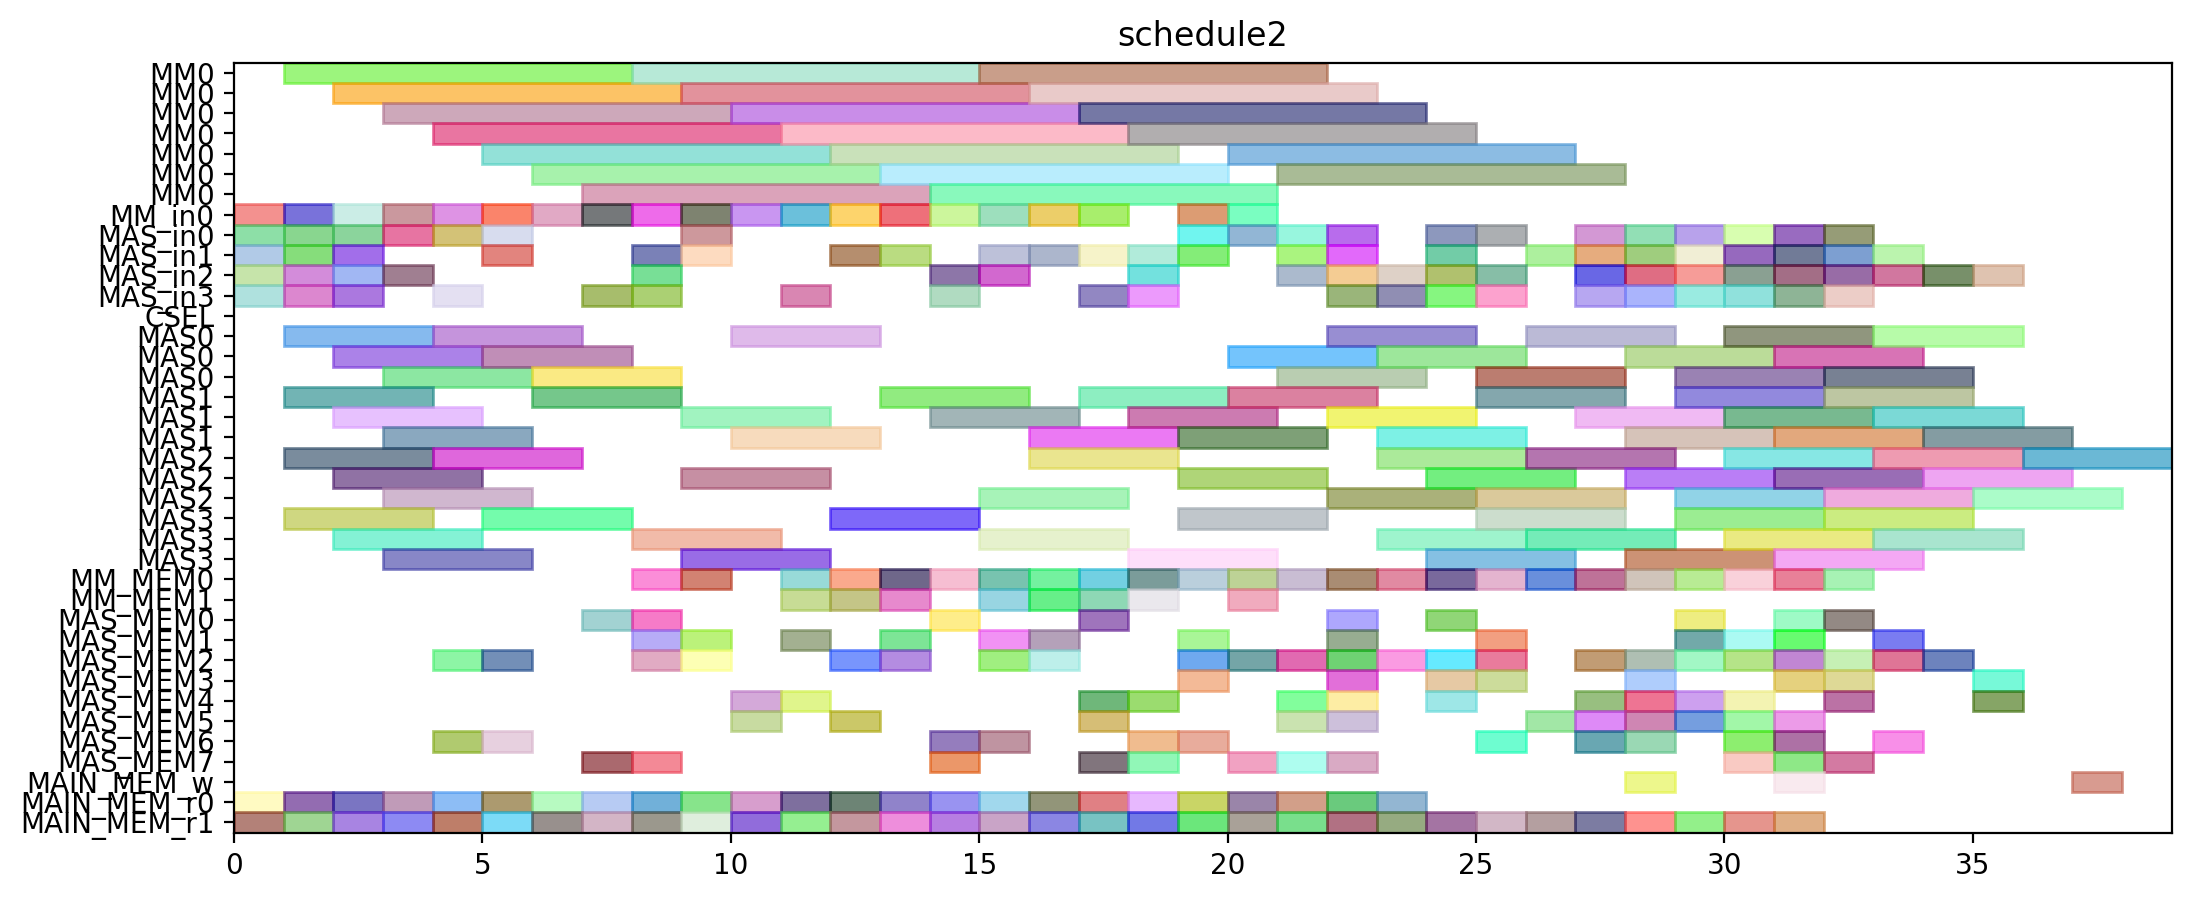 schedule2
MM0
MM0
MM0
MM0
MM0
MM0
MM0
MM_in0
MAS_in0
MAS_in1
MAS_in2
MAS_in3
CSEL
MAS0
MAS0
MAS0
MAS1
MAS1
MAS1
MAS2
MAS2
MAS2
MAS3
MAS3
MAS3
MM_MEM0
MM_MEM1
MAS_MEM0
MAS_MEM1
MAS_MEM2
MAS_MEM3
MAS_MEM4
MAS_MEM5
MAS_MEM6
MAS_MEM7
MAIN_MEM_w
MAIN_MEM_r0
MAIN_MEM_r1
0 5 10 15 20 25 30 35